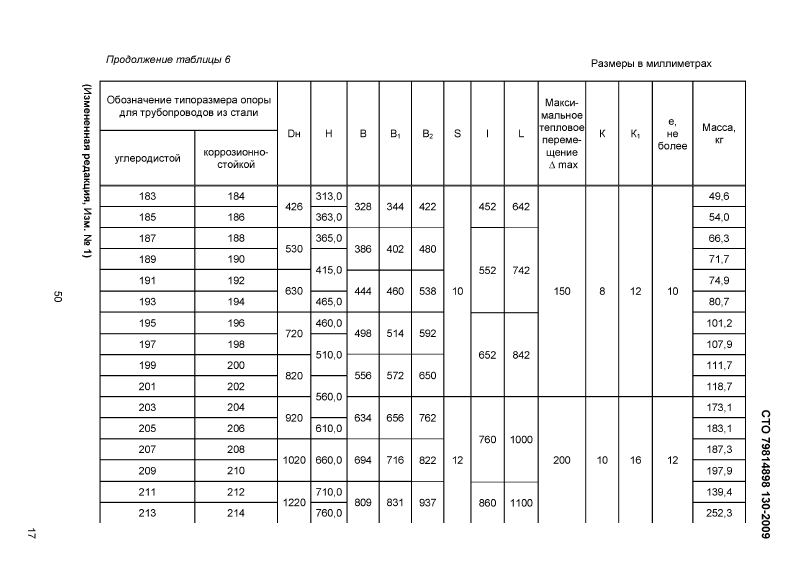 Продолжение таблицы 6
Размеры в миллиметрах
Обозначение типоразмера опоры
для трубопроводов из стали
углеродистой
коррозионно-
стойкой
Dн
H
B
B₁
B₂
S
l
L
Макси-
мальное
тепловое
переме-
щение
Δ max
К
К₁
е,
не
более
Масса,
кг
183 184 426 313,0 328 344 422 10 452 642 150 8 12 10 49,6
185 186 363,0 54,0
187 188 530 365,0 386 402 480 552 742 66,3
189 190 415,0 71,7
191 192 630 444 460 538 74,9
193 194 465,0 80,7
195 196 720 460,0 498 514 592 652 842 101,2
197 198 510,0 107,9
199 200 820 556 572 650 111,7
201 202 560,0 118,7
203 204 920 634 656 762 12 760 1000 200 10 16 12 173,1
205 206 610,0 183,1
207 208 1020 660,0 694 716 822 187,3
209 210 197,9
211 212 1220 710,0 809 831 937 860 1100 139,4
213 214 760,0 252,3
(Измененная редакция, Изм. № 1)
50
17
СТО 79814898 130-2009